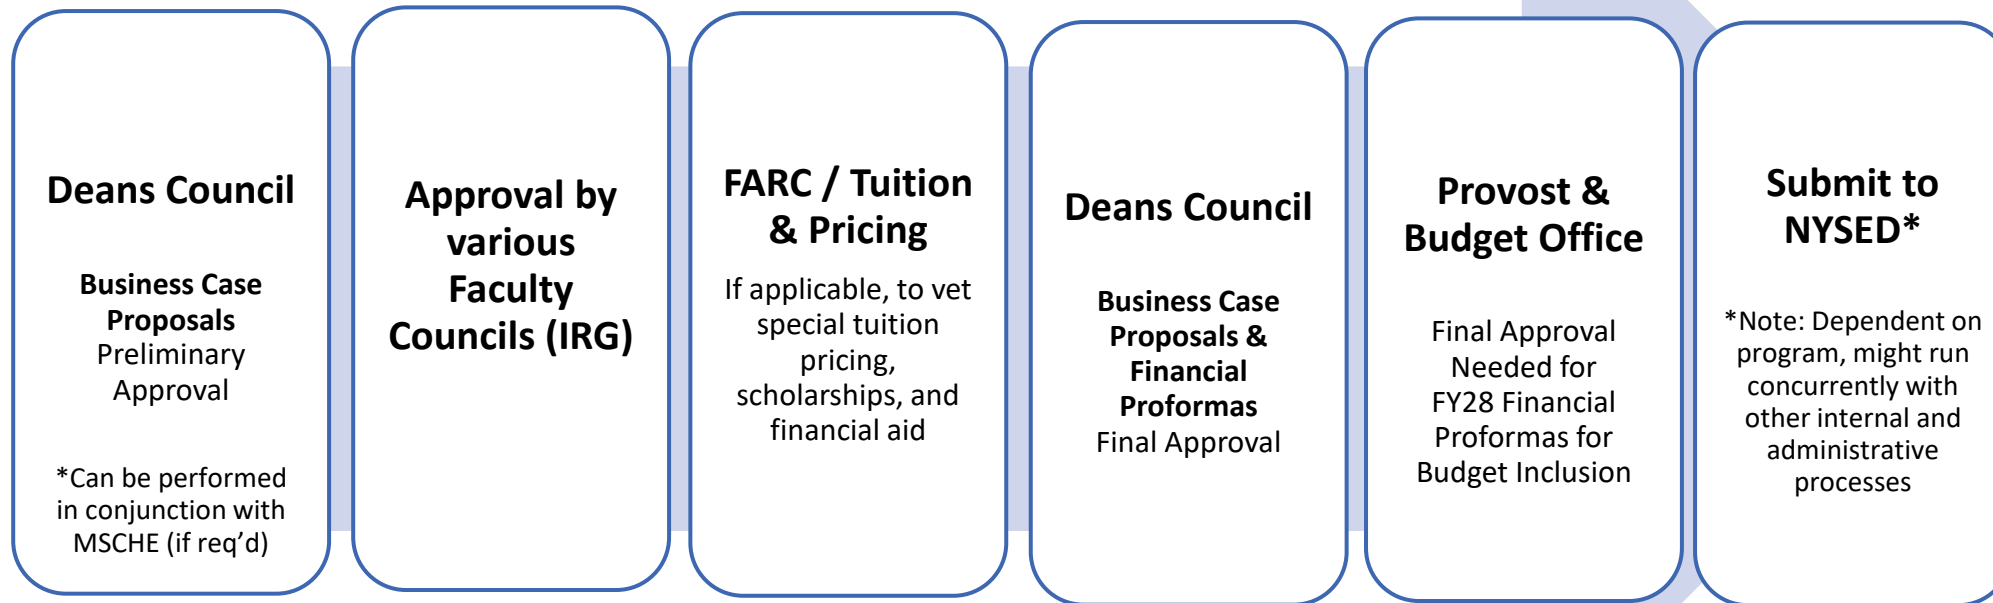 Deans Council
Business Case
Proposals
Preliminary
Approval
*Can be performed
in conjunction with
MSCHE (if req’d)
Approval by
various
Faculty
Councils (IRG)
FARC / Tuition
& Pricing
If applicable, to vet
special tuition
pricing,
scholarships, and
financial aid
Deans Council
Business Case
Proposals &
Financial
Proformas
Final Approval
Provost &
Budget Office
Final Approval
Needed for
FY28 Financial
Proformas for
Budget Inclusion
Submit to
NYSED*
*Note: Dependent on
program, might run
concurrently with
other internal and
administrative
processes